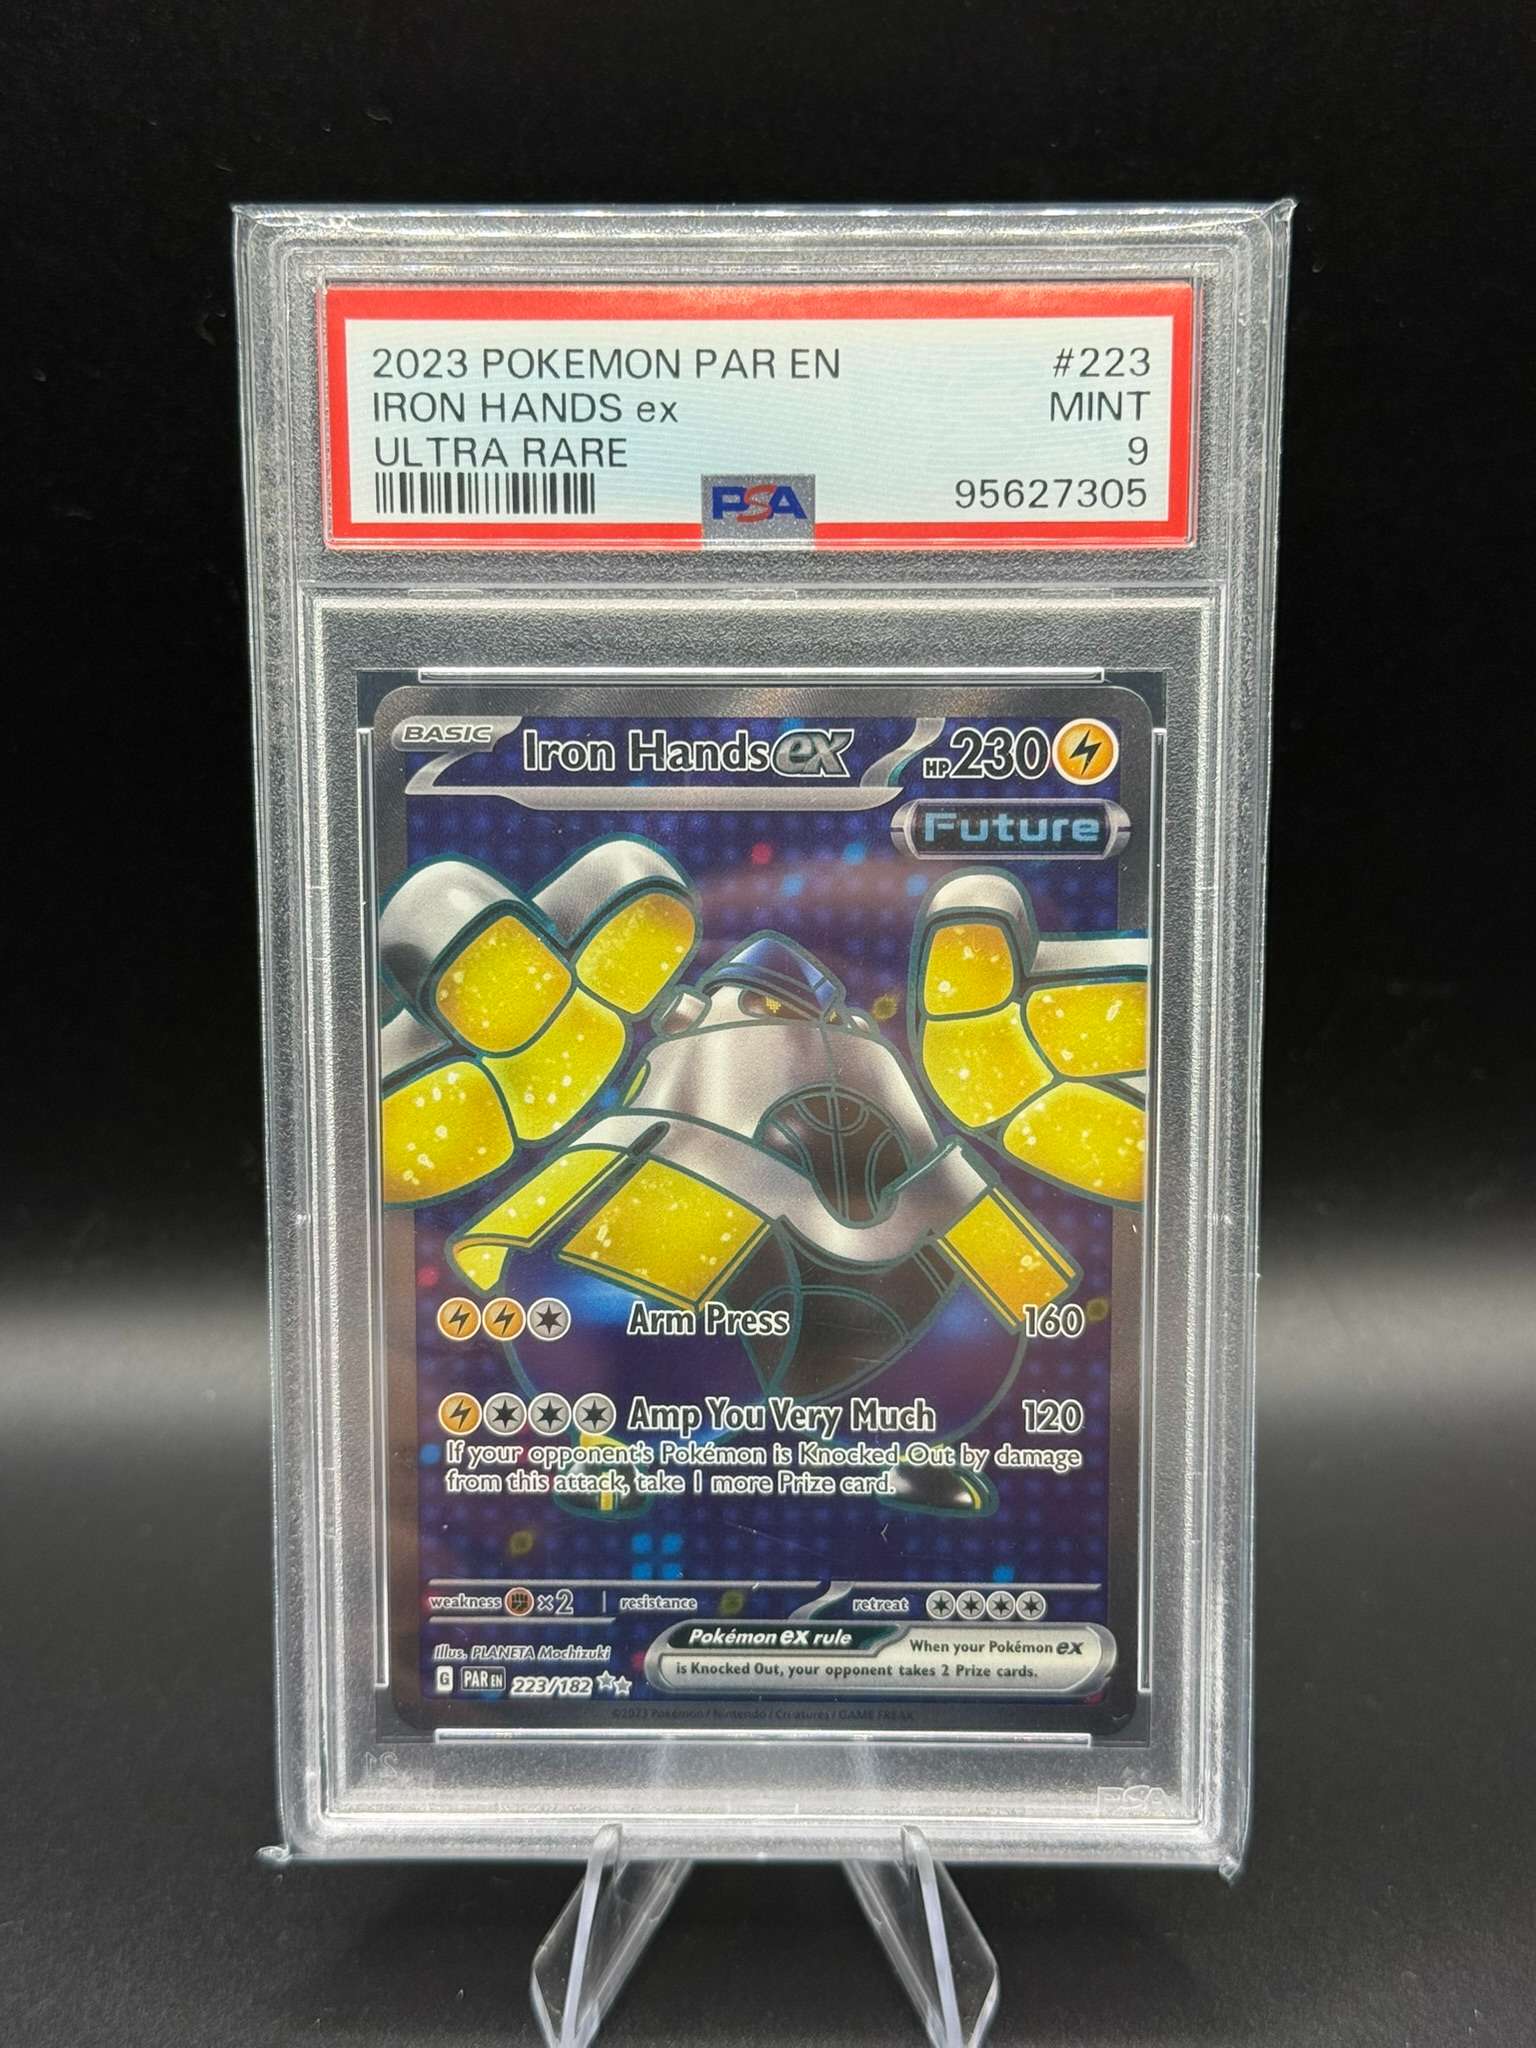 2023 POKEMON PAR EN #223
IRON HANDS ex MINT
ULTRA RARE 9
PSA 95627305
BASIC Iron Hands ex HP 230
Future
Arm Press 160
Amp You Very Much 120
If your opponent's Pokémon is Knocked Out by damage
from this attack, take 1 more Prize card.
weakness ×2 resistance retreat
Illus. PLANETA Mochizuki
Pokémon ex rule
When your Pokémon ex
is Knocked Out, your opponent takes 2 Prize cards.
G PAR EN 223/182
©2023 Pokémon / Nintendo / Creatures / GAME FREAK
PSA